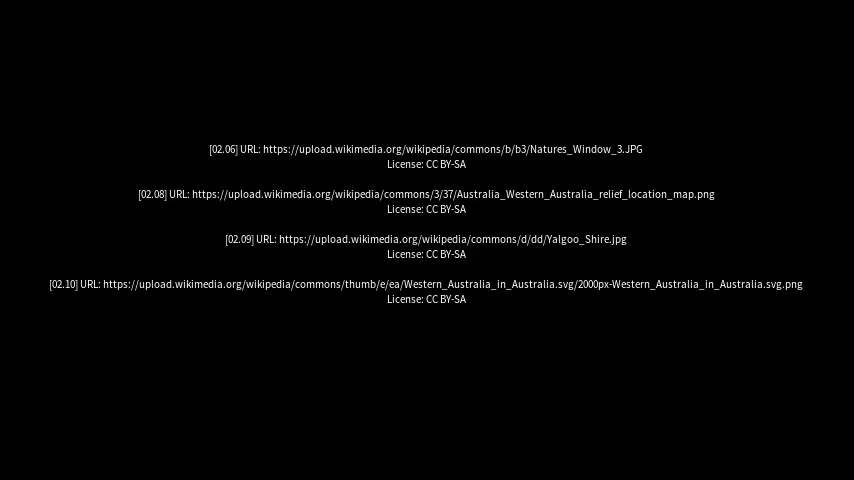 [02.06] URL: https://upload.wikimedia.org/wikipedia/commons/b/b3/Natures_Window_3.JPG
License: CC BY-SA
[02.08] URL: https://upload.wikimedia.org/wikipedia/commons/3/37/Australia_Western_Australia_relief_location_map.png
License: CC BY-SA
[02.09] URL: https://upload.wikimedia.org/wikipedia/commons/d/dd/Yalgoo_Shire.jpg
License: CC BY-SA
[02.10] URL: https://upload.wikimedia.org/wikipedia/commons/thumb/e/ea/Western_Australia_in_Australia.svg/2000px-Western_Australia_in_Australia.svg.png
License: CC BY-SA